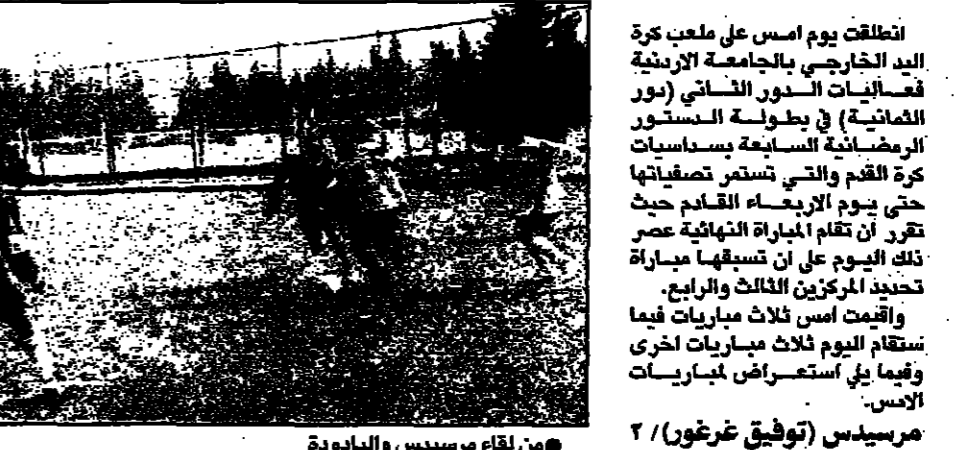 انطلقت يوم امس على ملعب كرة
اليد الخارجي بالجامعة الاردنية
فعاليات الدور الثاني (دور
الثمانية) في بطولة الدستور
الرمضانية السابعة بسداسيات
كرة القدم والتي تستمر تصفياتها
حتى يوم الاربعاء القادم حيث
تقرر ان تقام المباراة النهائية عصر
ذلك اليوم على ان تسبقها مباراة
تحديد المركزين الثالث والرابع.
واقيمت امس ثلاث مباريات فيما
ستقام اليوم ثلاث مباريات اخرى
وفيما يلي استعراض لمباريات
الامس.
مرسيدس (توفيق غرغور)/ ٢
●من لقاء مرسيدس واليادودة